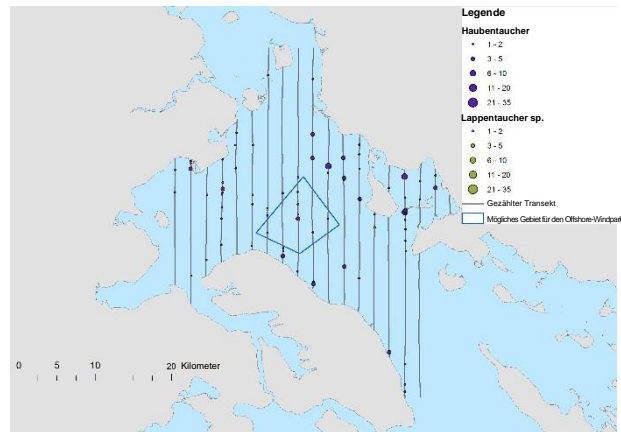 Legende
Haubentaucher
1 - 2
3 - 5
6 - 10
11 - 20
21 - 35
Lappentaucher sp.
1 - 2
3 - 5
6 - 10
11 - 20
21 - 35
Gezählter Transekt
Mögliches Gebiet für den Offshore-Windpark
0 5 10 20 Kilometer